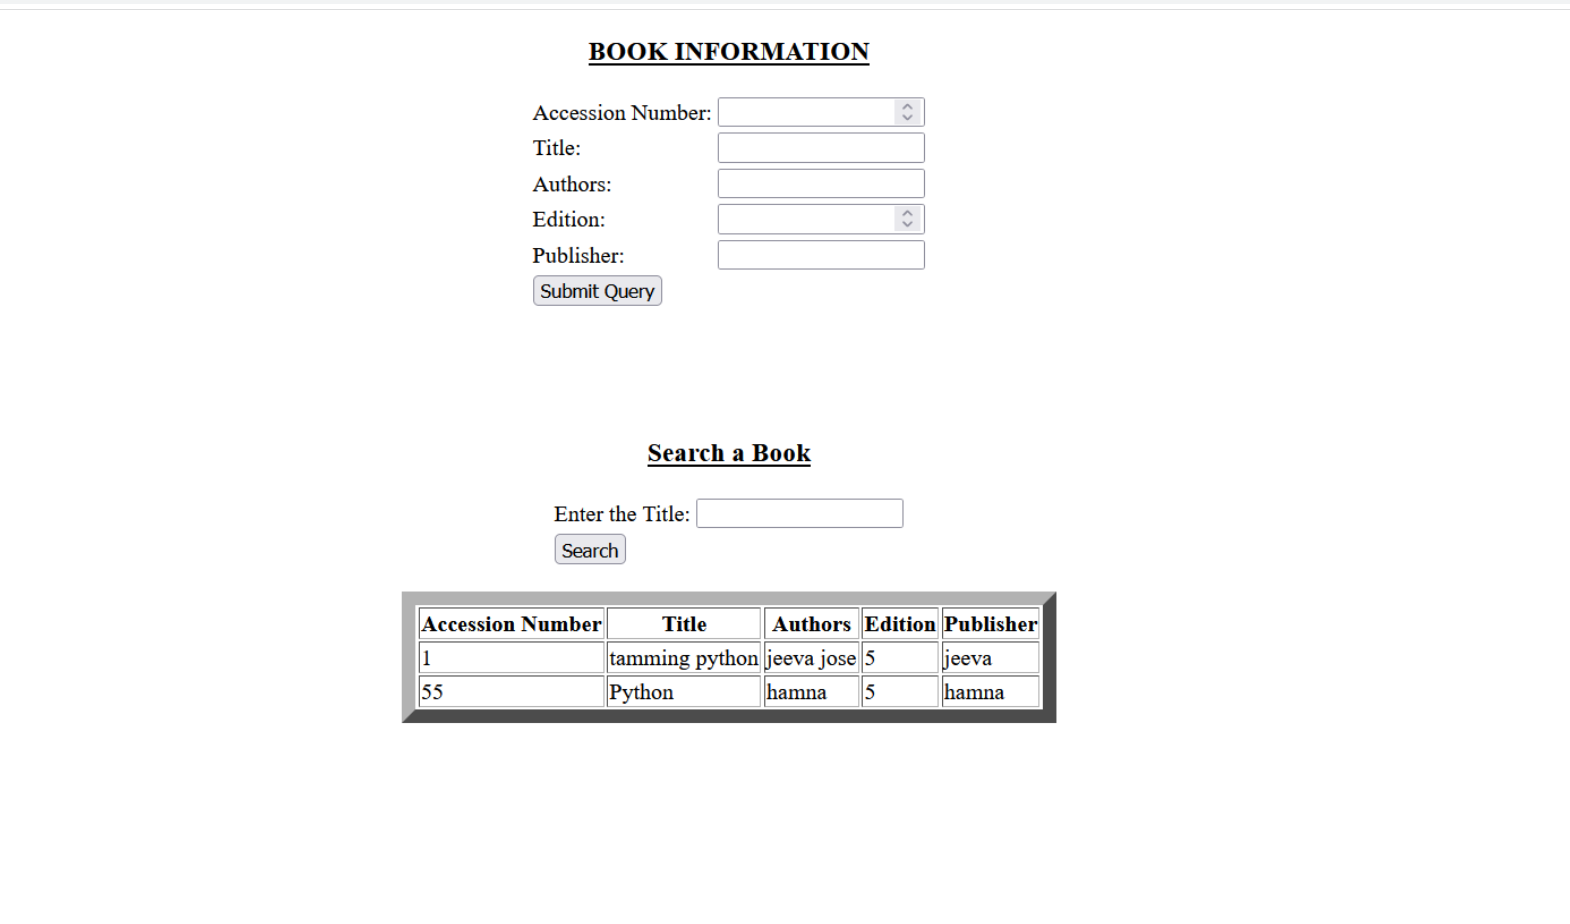 BOOK INFORMATION
Accession Number:
Title:
Authors:
Edition:
Publisher:
Submit Query
Search a Book
Enter the Title:
Search
Accession Number Title Authors Edition Publisher
1 tamming python jeeva jose 5 jeeva
55 Python hamna 5 hamna